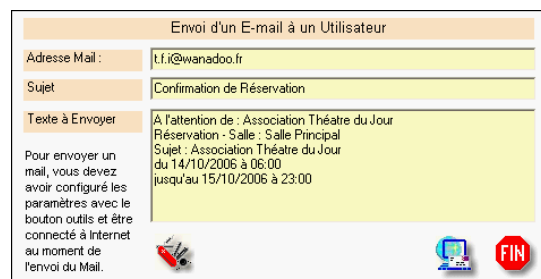 Envoi d'un E-mail à un Utilisateur
Adresse Mail :
t.f.i@wanadoo.fr
Sujet
Confirmation de Réservation
Texte à Envoyer
A l'attention de : Association Théatre du Jour
Réservation - Salle : Salle Principal
Sujet : Association Théatre du Jour
du 14/10/2006 à 06:00
jusqu'au 15/10/2006 à 23:00
Pour envoyer un
mail, vous devez
avoir configuré les
paramètres avec le
bouton outils et être
connecté à Internet
au moment de
l'envoi du Mail.
FIN